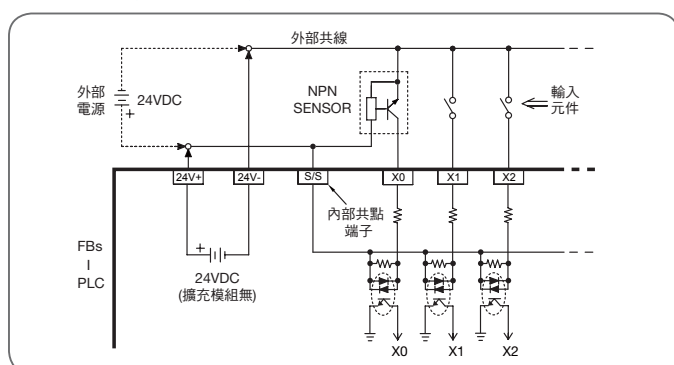 外部共線
外部
電源
24VDC
+
NPN
SENSOR
輸入
元件
24V+
24V-
S/S
X0
X1
X2
內部共點
端子
FBs
I
PLC
+
24VDC
(擴充模組無)
X0
X1
X2